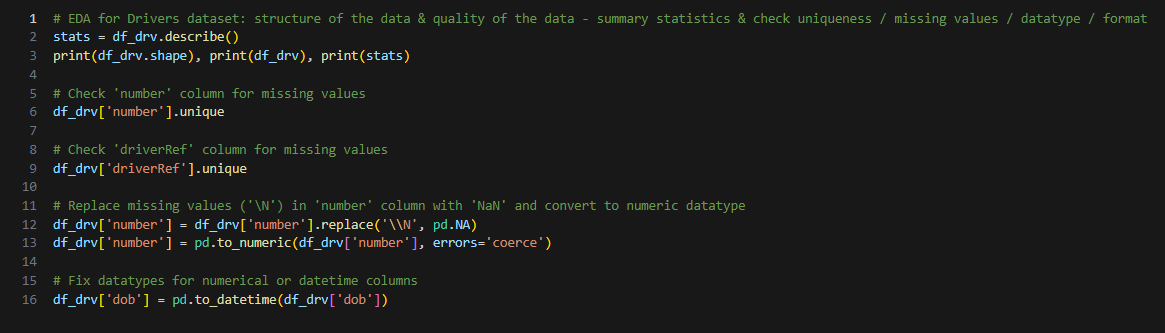 1 # EDA for Drivers dataset: structure of the data & quality of the data - summary statistics & check uniqueness / missing values / datatype / format
2 stats = df_drv.describe()
3 print(df_drv.shape), print(df_drv), print(stats)
4
5 # Check 'number' column for missing values
6 df_drv['number'].unique
7
8 # Check 'driverRef' column for missing values
9 df_drv['driverRef'].unique
10
11 # Replace missing values ('\N') in 'number' column with 'NaN' and convert to numeric datatype
12 df_drv['number'] = df_drv['number'].replace('\\N', pd.NA)
13 df_drv['number'] = pd.to_numeric(df_drv['number'], errors='coerce')
14
15 # Fix datatypes for numerical or datetime columns
16 df_drv['dob'] = pd.to_datetime(df_drv['dob'])